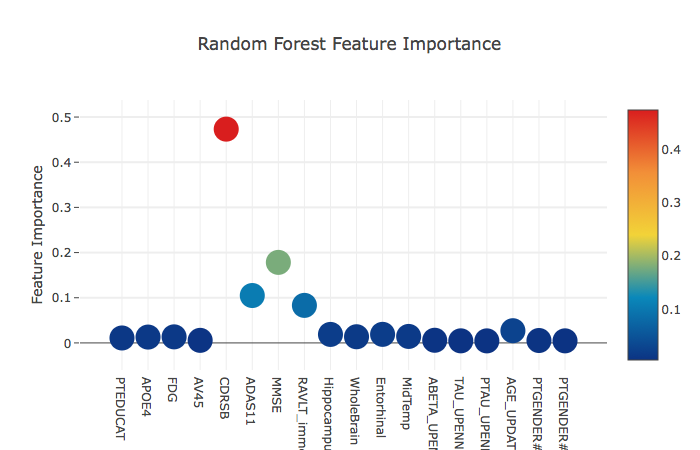 Random Forest Feature Importance
Feature Importance
0.5
0.4
0.3
0.2
0.1
0
PTEDUCAT
APOE4
FDG
AV45
CDRSB
ADAS11
MMSE
RAVLT_imm
Hippocampu
WholeBrain
Entorhinal
MidTemp
ABETA_UPEN
TAU_UPENN
PTAU_UPEN
AGE_UPDAT
PTGENDER#
PTGENDER#
0.4
0.3
0.2
0.1